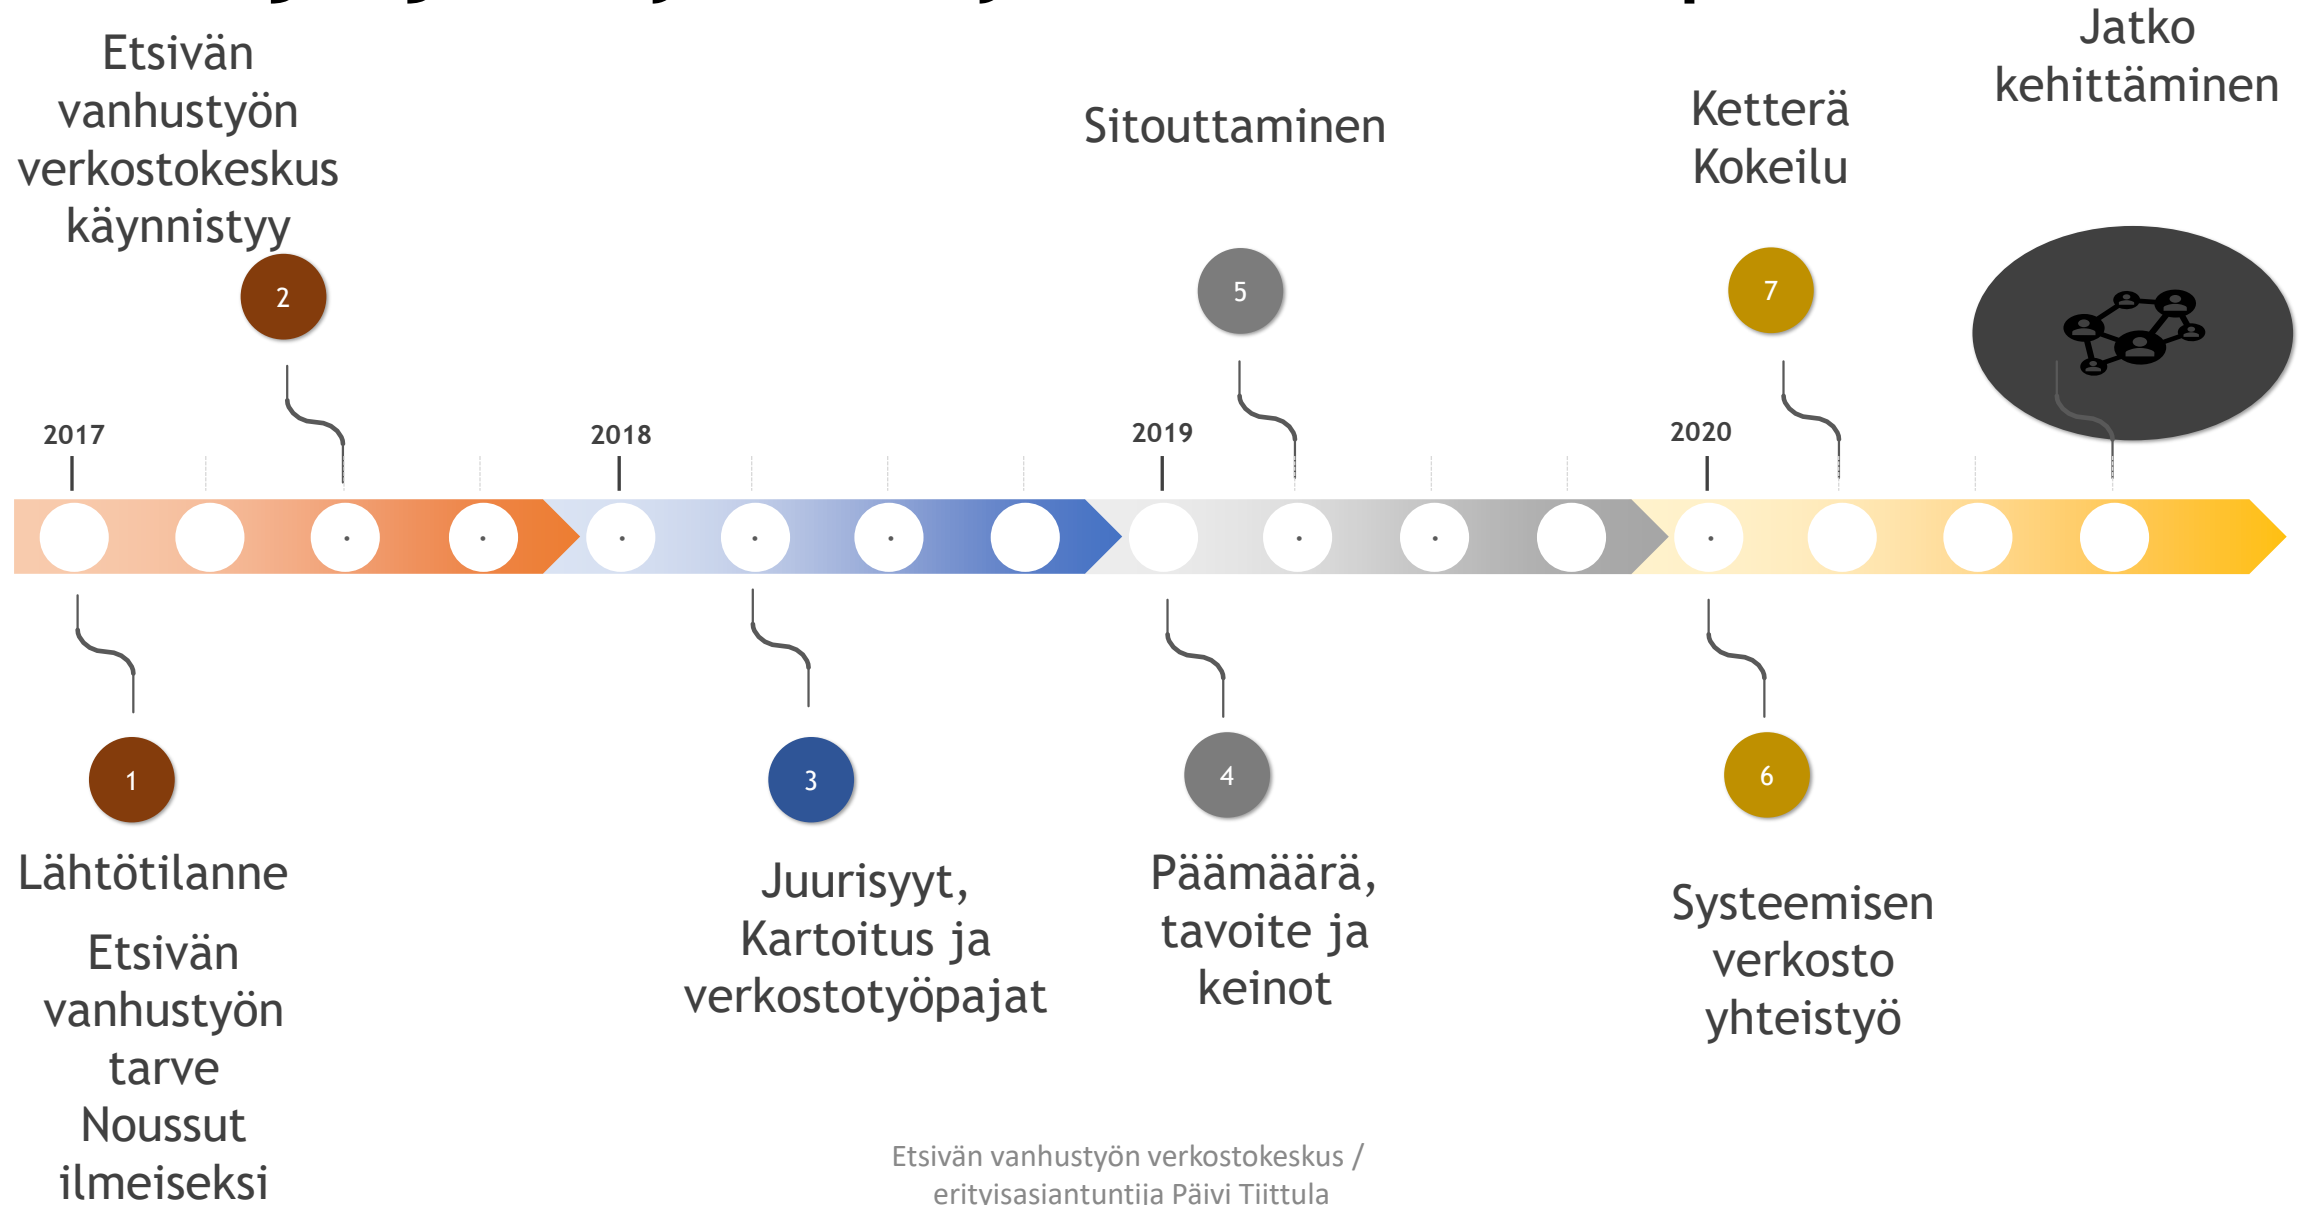 Etsivän
vanhustyön
verkostokeskus
käynnistyy
2
Sitouttaminen
5
Ketterä
Kokeilu
7
Jatko
kehittäminen
2017
2018
2019
2020
1
Lähtötilanne
Etsivän
vanhustyön
tarve
Noussut
ilmeiseksi
3
Juurisyyt,
Kartoitus ja
verkostotyöpajat
4
Päämäärä,
tavoite ja
keinot
6
Systeemisen
verkosto
yhteistyö
Etsivän vanhustyön verkostokeskus /
erityisasiantuntija Päivi Tiittula